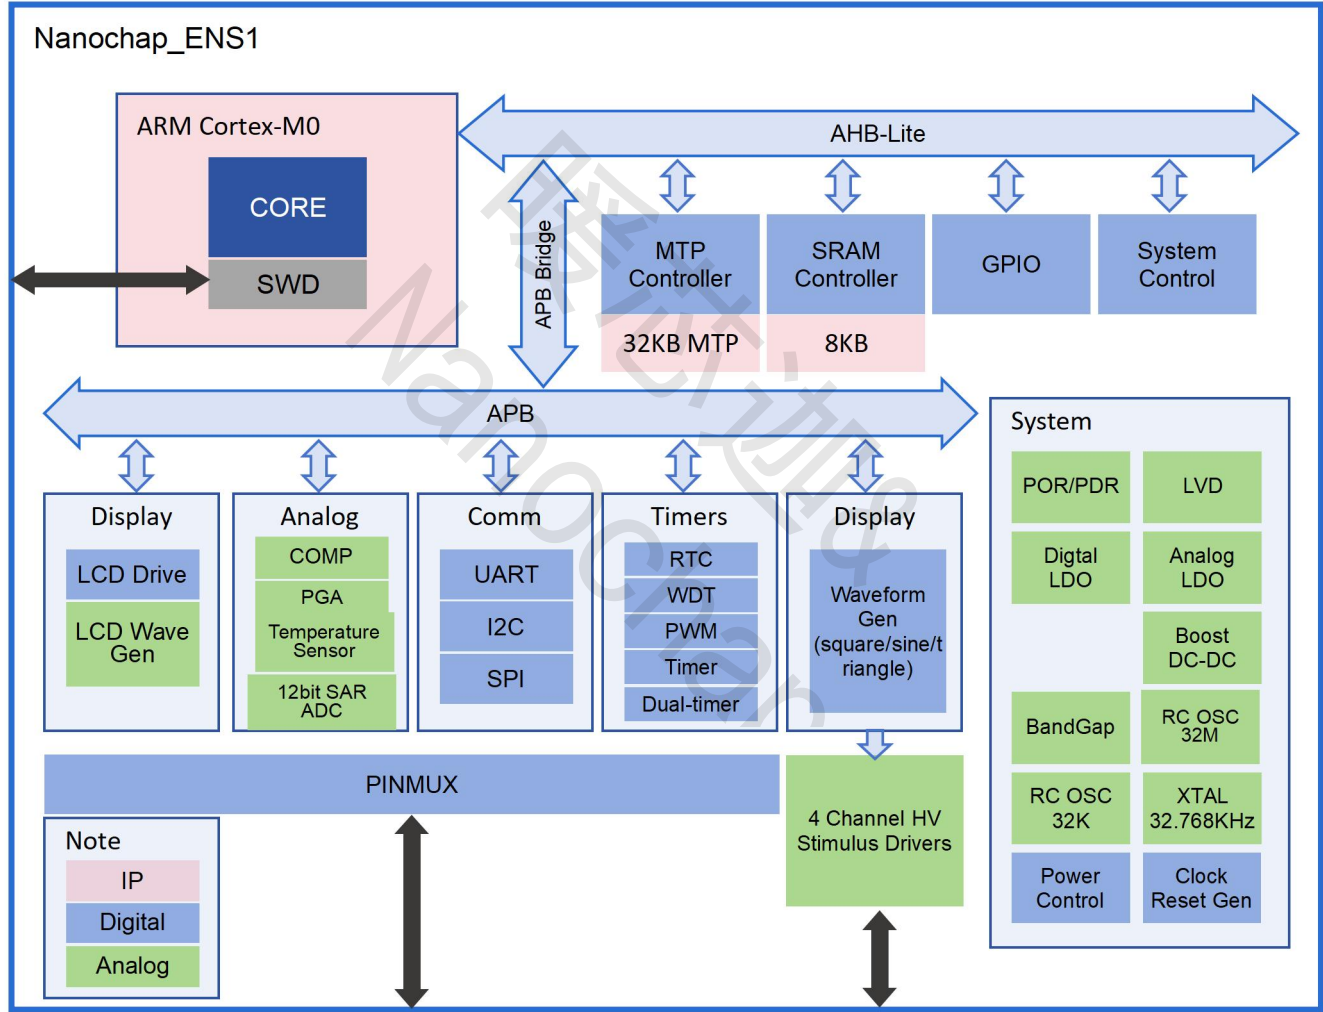 Nanochap_ENS1
ARM Cortex-M0
CORE
SWD
AHB-Lite
APB Bridge
MTP
Controller
32KB MTP
SRAM
Controller
8KB
GPIO
System
Control
APB
Display
LCD Drive
LCD Wave
Gen
Analog
COMP
PGA
Temperature
Sensor
12bit SAR
ADC
Comm
UART
I2C
SPI
Timers
RTC
WDT
PWM
Timer
Dual-timer
Display
Waveform
Gen
(square/sine/t
riangle)
System
POR/PDR
LVD
Digtal
LDO
Analog
LDO
Boost
DC-DC
BandGap
RC OSC
32M
RC OSC
32K
XTAL
32.768KHz
Power
Control
Clock
Reset Gen
PINMUX
4 Channel HV
Stimulus Drivers
Note
IP
Digital
Analog
暖芯迦&
Nanochap